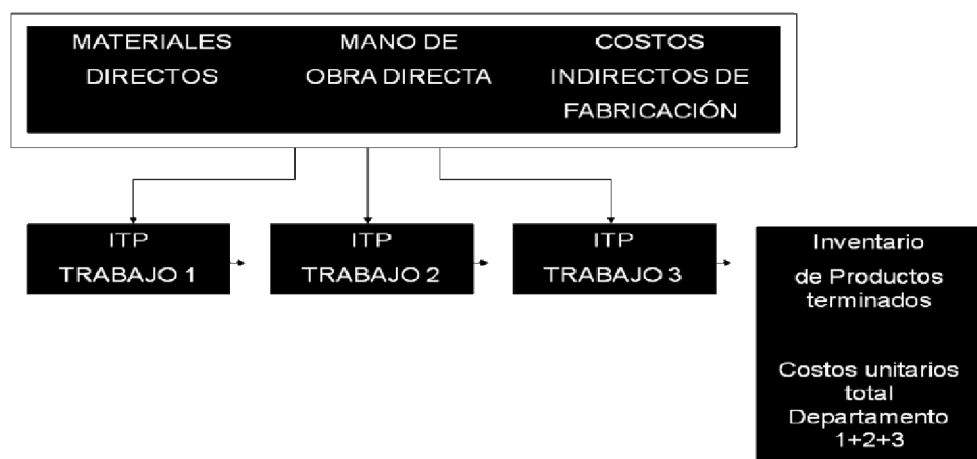 MATERIALES
DIRECTOS
MANO DE
OBRA DIRECTA
COSTOS
INDIRECTOS DE
FABRICACIÓN
ITP
TRABAJO 1
ITP
TRABAJO 2
ITP
TRABAJO 3
Inventario
de Productos
terminados
Costos unitarios
total
Departamento
1+2+3